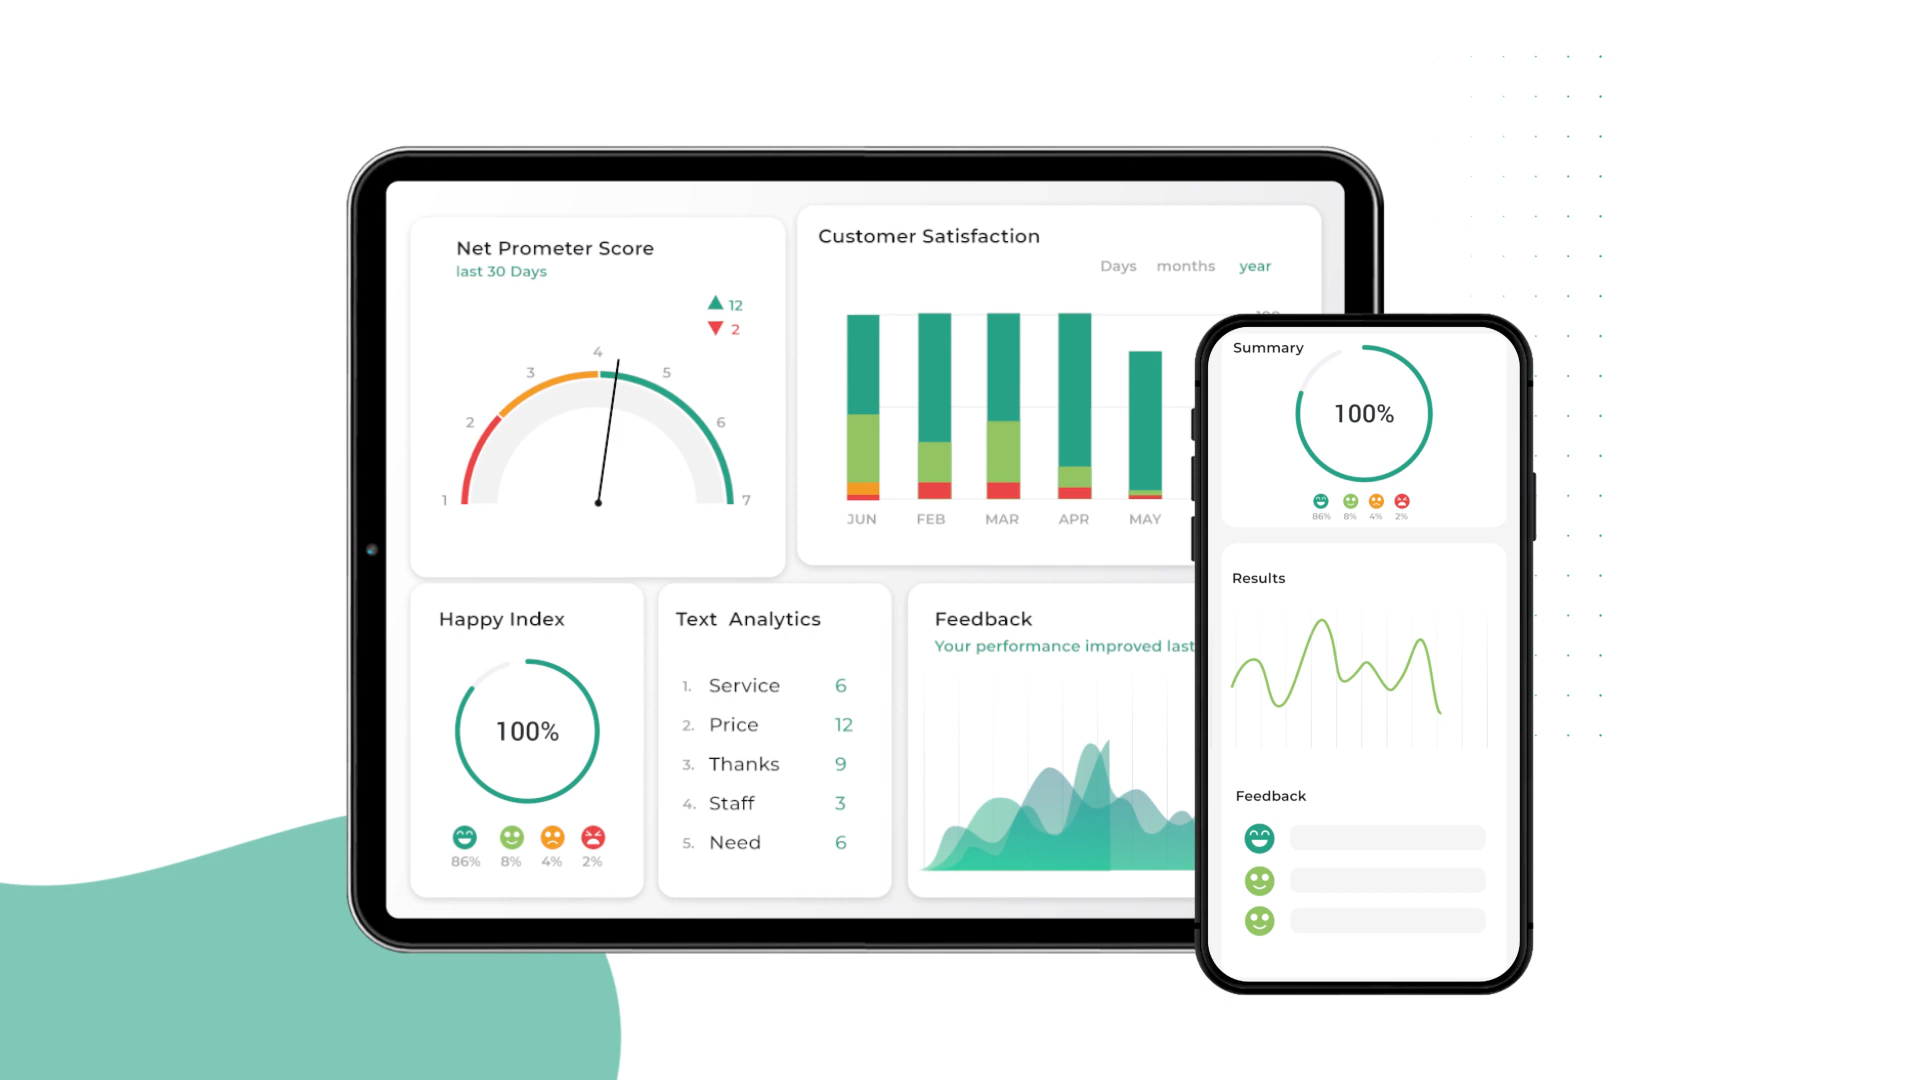 Net Prometer Score
last 30 Days
12
2
1
2
3
4
5
6
7
Customer Satisfaction
Days months year
JUN FEB MAR APR MAY
Happy Index
100%
86% 8% 4% 2%
Text Analytics
1. Service 6
2. Price 12
3. Thanks 9
4. Staff 3
5. Need 6
Feedback
Your performance improved last
Summary
100%
86% 8% 4% 2%
Results
Feedback